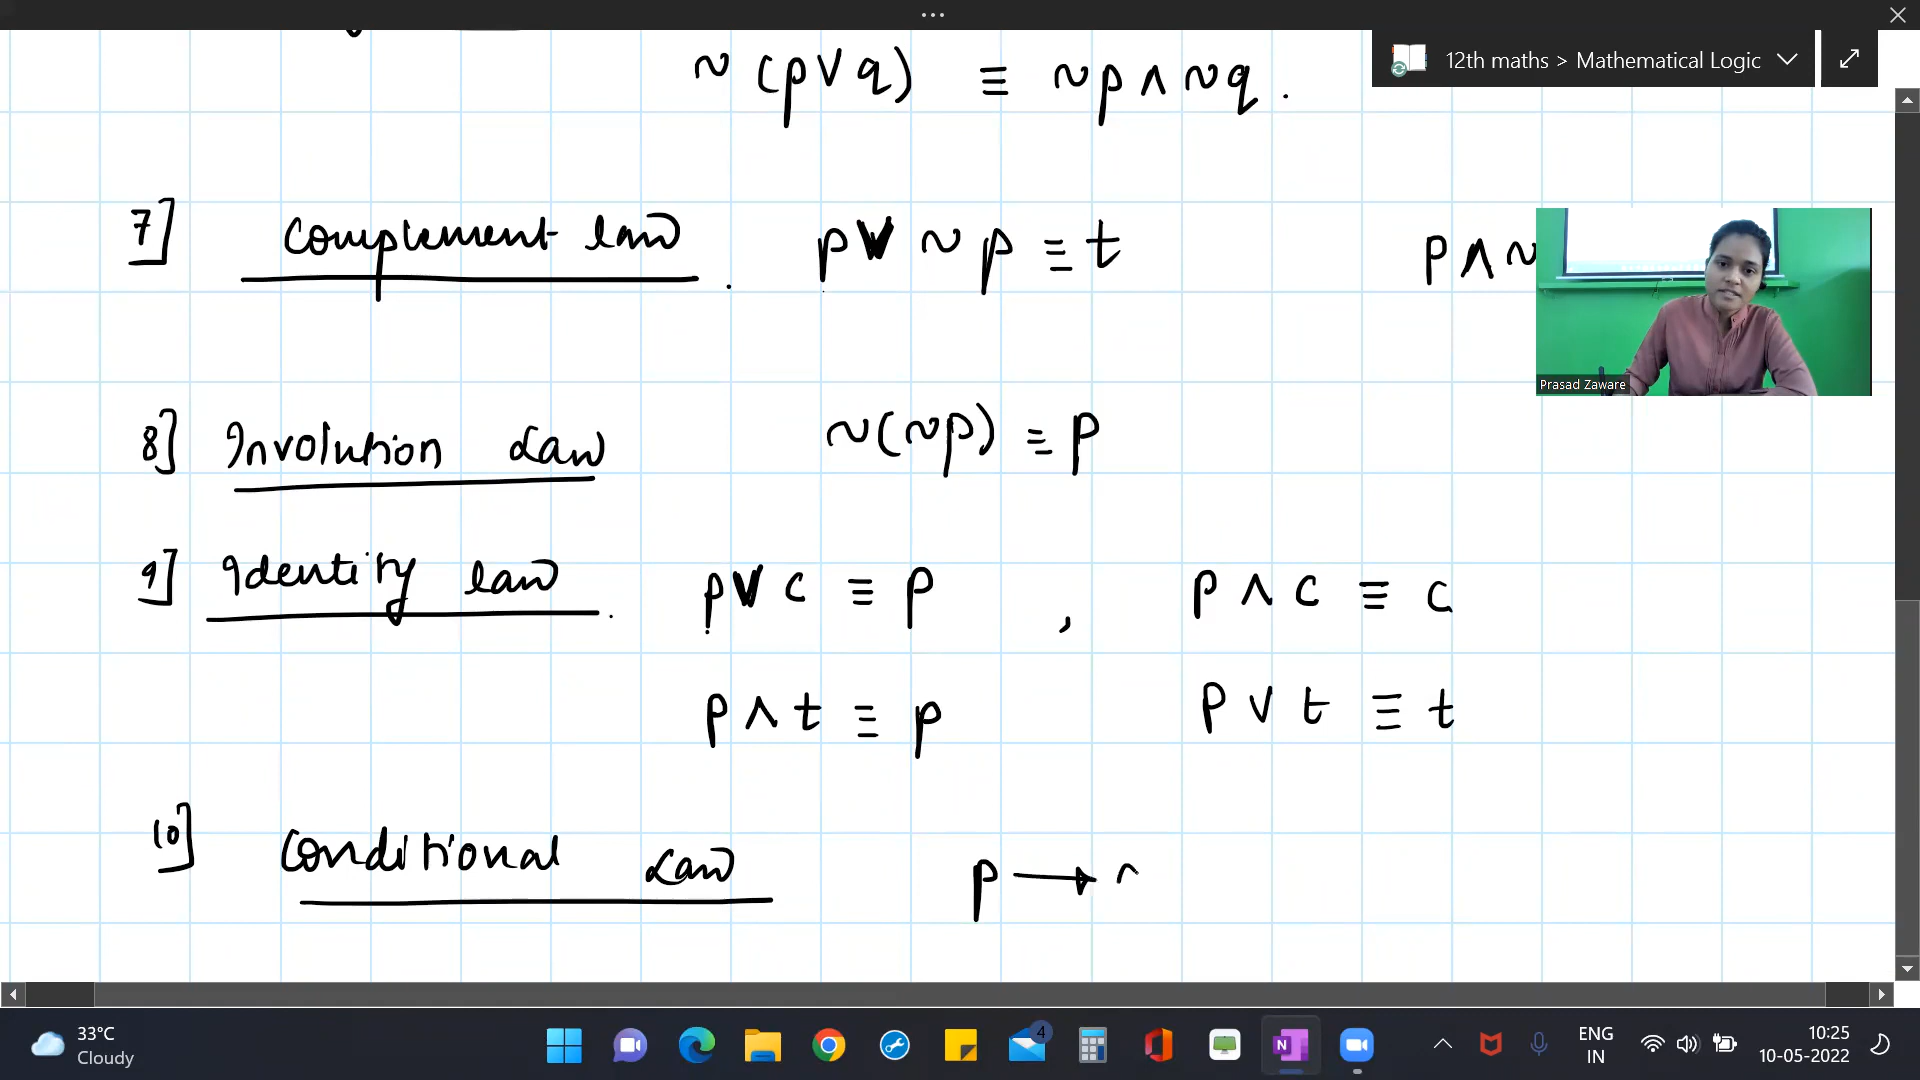 ~(p∨q) ≡ ~p∧~q.
12th maths > Mathematical Logic
7] Complement law. p∨~p ≡ t p∧~
Prasad Zaware
8] Involution Law ~(~p) ≡ p
9] Identity law. p∨c ≡ p , p∧c ≡ c
p∧t ≡ p p∨t ≡ t
10] Conditional Law p→
33°C
Cloudy
4
ENG
IN
10:25
10-05-2022